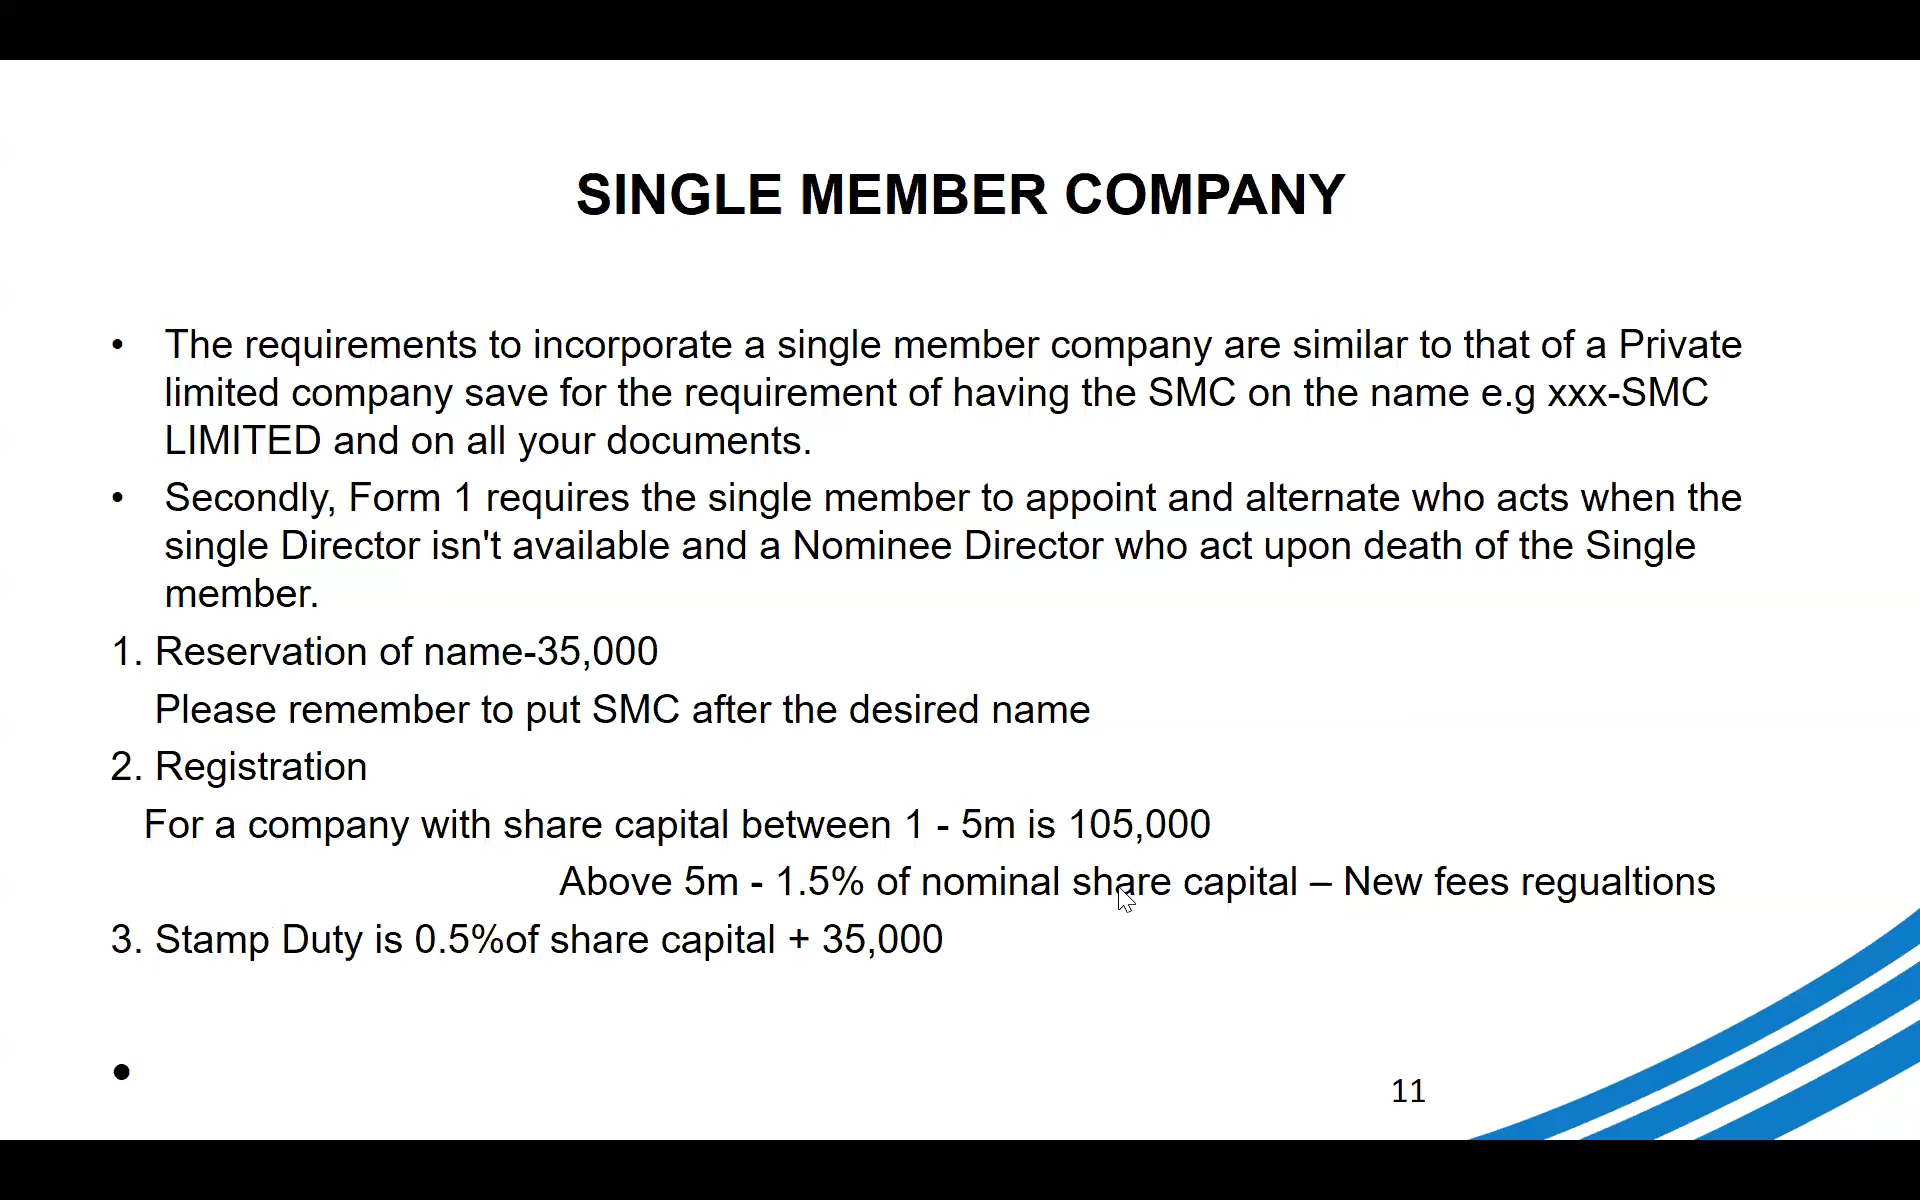 SINGLE MEMBER COMPANY
• The requirements to incorporate a single member company are similar to that of a Private
limited company save for the requirement of having the SMC on the name e.g xxx-SMC
LIMITED and on all your documents.
• Secondly, Form 1 requires the single member to appoint and alternate who acts when the
single Director isn't available and a Nominee Director who act upon death of the Single
member.
1. Reservation of name-35,000
Please remember to put SMC after the desired name
2. Registration
For a company with share capital between 1 - 5m is 105,000
Above 5m - 1.5% of nominal share capital – New fees regualtions
3. Stamp Duty is 0.5%of share capital + 35,000
•
11